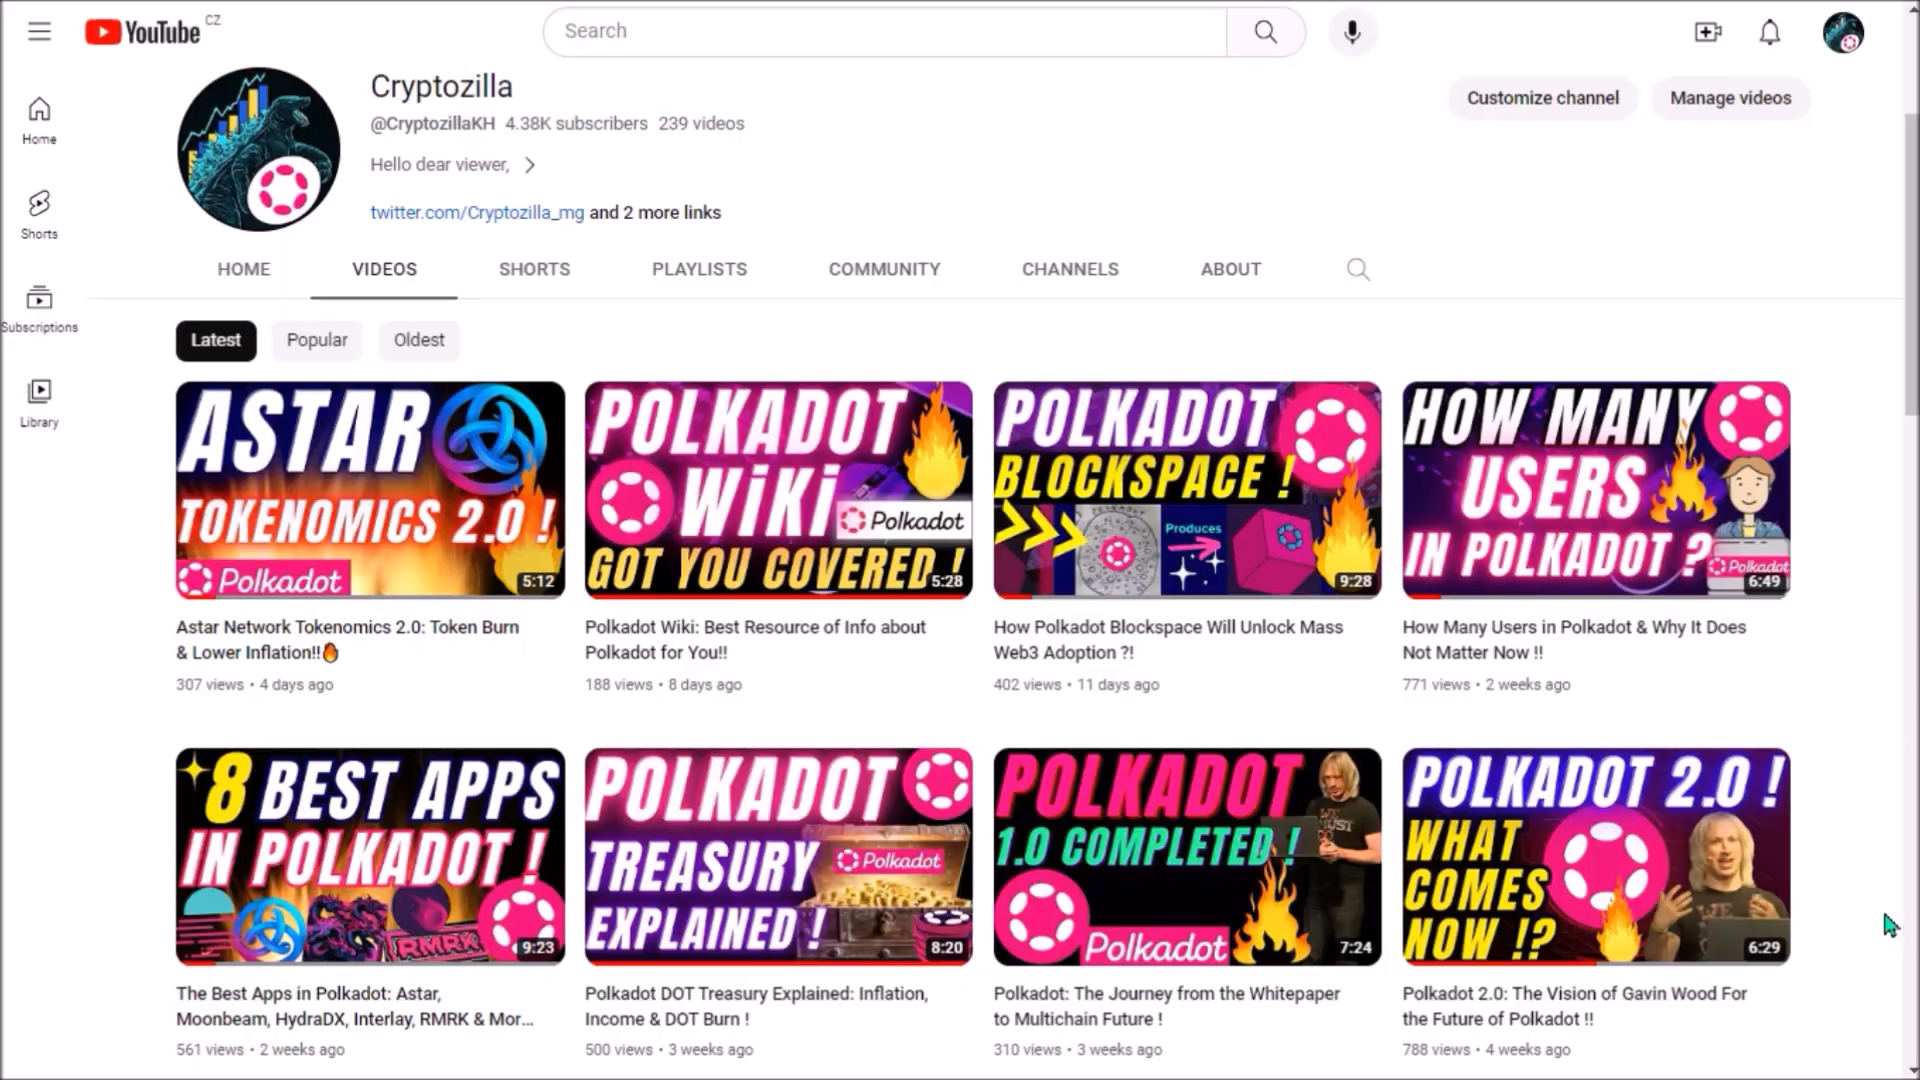 YouTube CZ
Search
Home
Shorts
Subscriptions
Library
Cryptozilla
@CryptozillaKH 4.38K subscribers 239 videos
Hello dear viewer,
twitter.com/Cryptozilla_mg and 2 more links
Customize channel
Manage videos
HOME VIDEOS SHORTS PLAYLISTS COMMUNITY CHANNELS ABOUT
Latest Popular Oldest
ASTAR
TOKENOMICS 2.0 !
Polkadot
5:12
Astar Network Tokenomics 2.0: Token Burn
& Lower Inflation!!🔥
307 views • 4 days ago
POLKADOT
WiKi
Polkadot
GOT YOU COVERED !
5:28
Polkadot Wiki: Best Resource of Info about
Polkadot for You!!
188 views • 8 days ago
POLKADOT
BLOCKSPACE !
Produces
9:28
How Polkadot Blockspace Will Unlock Mass
Web3 Adoption ?!
402 views • 11 days ago
HOW MANY
USERS
IN POLKADOT ?
Polkadot
6:49
How Many Users in Polkadot & Why It Does
Not Matter Now !!
771 views • 2 weeks ago
8 BEST APPS
IN POLKADOT !
RMRK
9:23
The Best Apps in Polkadot: Astar,
Moonbeam, HydraDX, Interlay, RMRK & Mor...
561 views • 2 weeks ago
POLKADOT
TREASURY
Polkadot
EXPLAINED !
8:20
Polkadot DOT Treasury Explained: Inflation,
Income & DOT Burn !
500 views • 3 weeks ago
POLKADOT
1.0 COMPLETED !
Polkadot
7:24
Polkadot: The Journey from the Whitepaper
to Multichain Future !
310 views • 3 weeks ago
POLKADOT 2.0 !
WHAT
COMES
NOW !?
6:29
Polkadot 2.0: The Vision of Gavin Wood For
the Future of Polkadot !!
788 views • 4 weeks ago